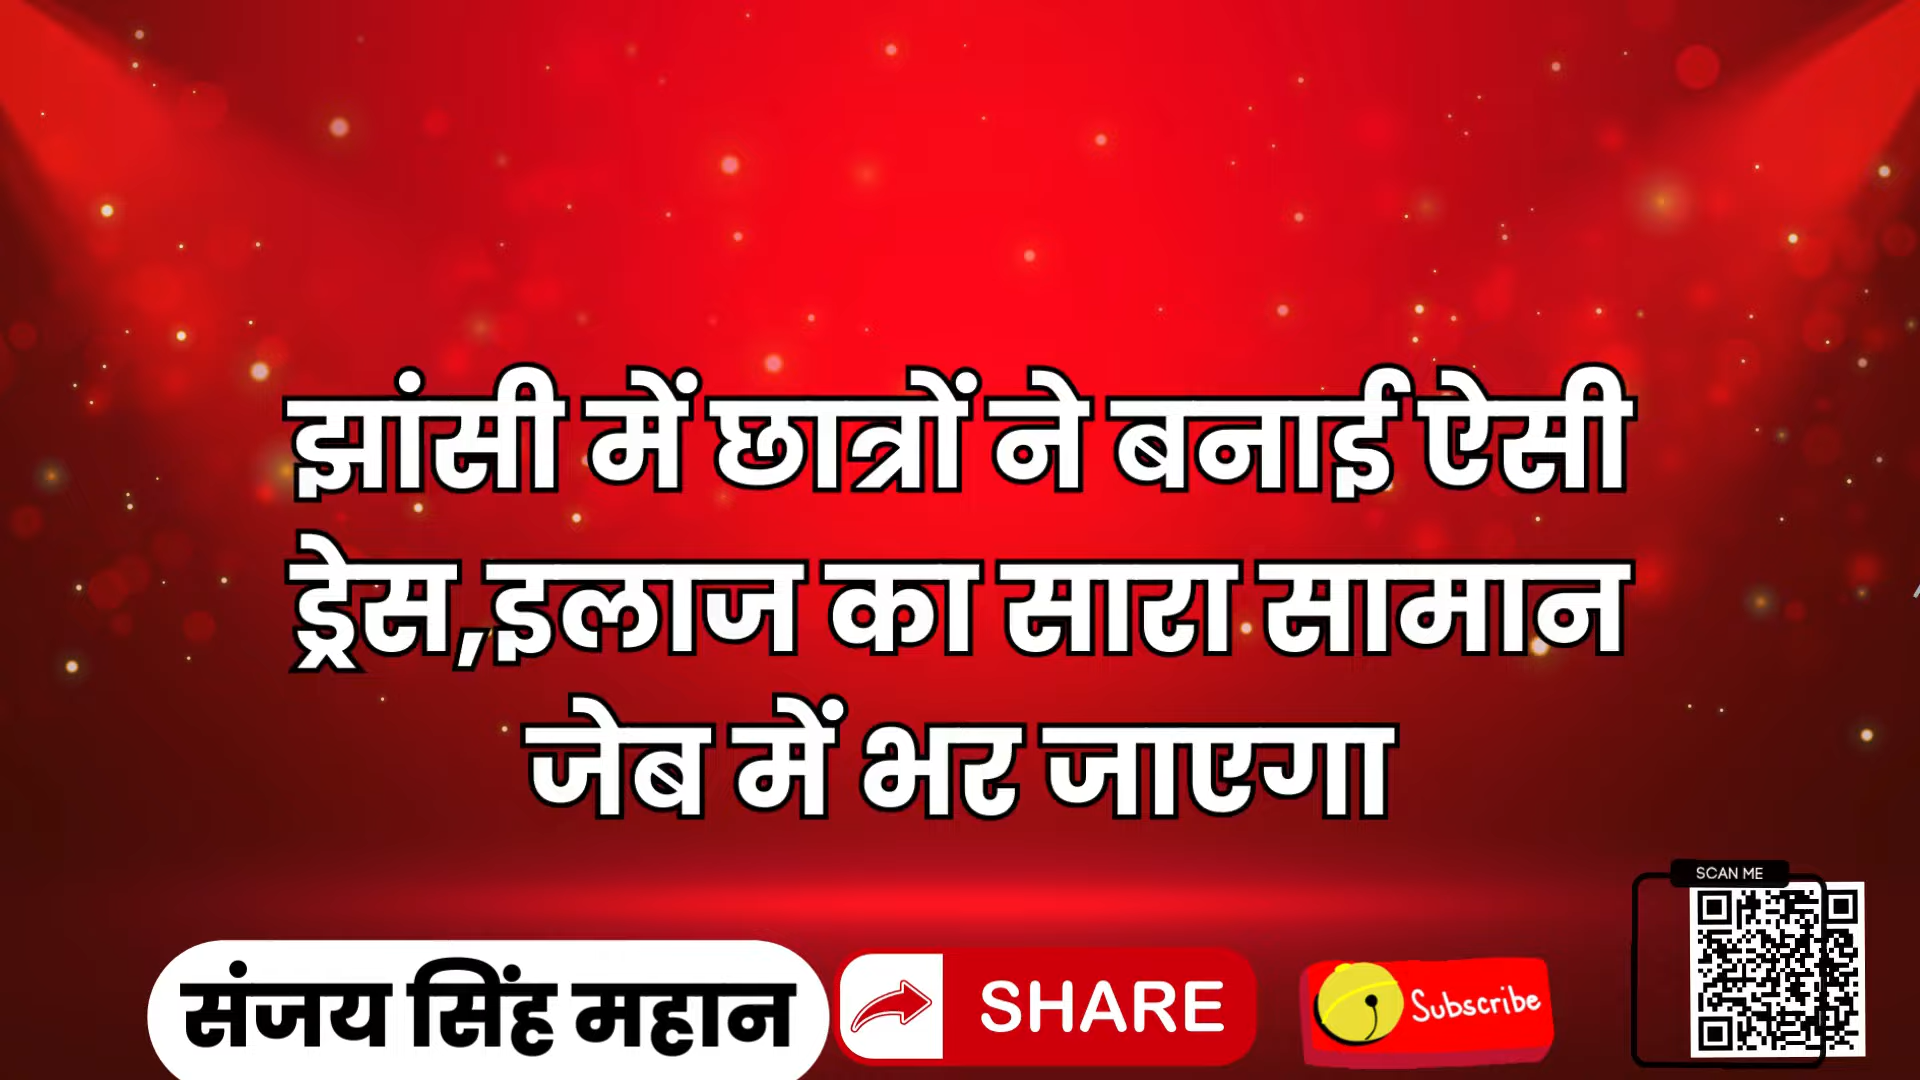 झांसी में छात्रों ने बनाई ऐसी
ड्रेस,इलाज का सारा सामान
जेब में भर जाएगा
SCAN ME
संजय सिंह महान
SHARE
Subscribe